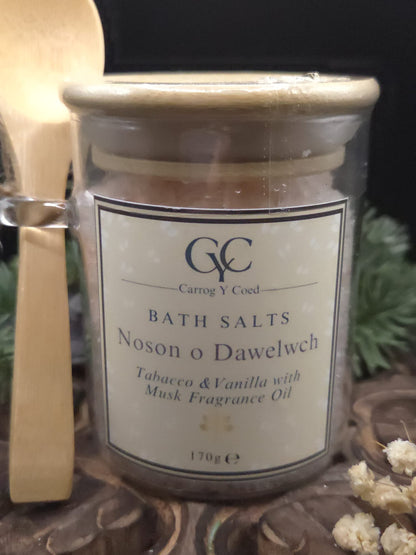 CYC
Carrog Y Coed
BATH SALTS
Noson o Dawelwch
Tabacco & Vanilla with
Musk Fragrance Oil
170g ℮